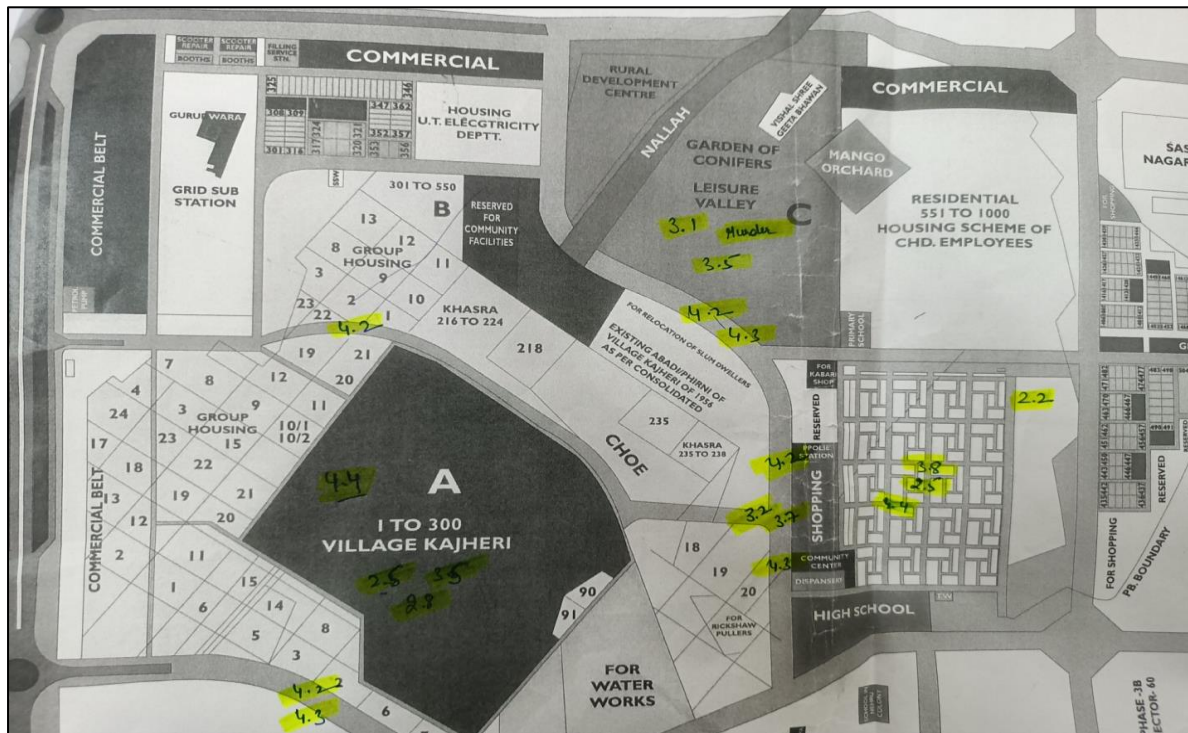 SCOOTER
REPAIR
SCOOTER
REPAIR
FILLING
SERVICE
STN.
BOOTHS
BOOTHS
COMMERCIAL
325
346
308 309
347 362
301 316
317 324
320 321
352 357
353
356
HOUSING
U.T. ELECGTRICITY
DEPTT.
COMMERCIAL BELT
GURUDWARA
GRID SUB
STATION
PETROL
PUMP
RURAL
DEVELOPMENT
CENTRE
NALLAH
VISHAL SHREE
GEETA BHAWAN
GARDEN OF
CONIFERS
LEISURE
VALLEY
C
3.1
Murder
3.5
4.2
4.3
COMMERCIAL
MANGO
ORCHARD
RESIDENTIAL
551 TO 1000
HOUSING SCHEME OF
CHD. EMPLOYEES
PRIMARY
SCHOOL
SAS
NAGAR
FOR SHOPPING
SSW
301 TO 550
B
RESERVED
FOR
COMMUNITY
FACILITIES
13
12
8
GROUP
HOUSING
11
3
9
2
10
23
22
1
4.2
KHASRA
216 TO 224
218
FOR RELOCATION OF SLUM DWELLERS
EXISTING ABADI/PHIRNI OF
VILLAGE KAJHERI OF 1956
AS PER CONSOLIDATED
235
KHASRA
235 TO 238
CHOE
19
21
20
7
8
12
4
3
9
11
24
GROUP
HOUSING
10/1
10/2
17
23
15
22
18
19
21
13
20
12
COMMERCIAL BELT
2
11
1
15
6
14
5
8
3
6
4.2
4.3
4.4
A
1 TO 300
VILLAGE KAJHERI
2.5
3.5
2.8
90
91
FOR
WATER
WORKS
18
19
20
FOR
RICKSHAW
PULLERS
FOR
KABARI
SHOP
RESERVED
PPOLIE
STATION
SHOPPING
4.2
3.2
3.7
4.3
COMMUNITY
CENTER
DISPANSERY
HIGH SCHOOL
2.2
3.8
2.5
RESERVED
FOR SHOPPING
PB. BOUNDARY
PHASE -3B
SECTOR- 60